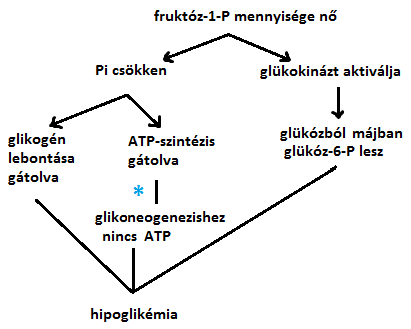 fruktóz-1-P mennyisége nő
Pi csökken
glükokinázt aktiválja
glikogén
lebontása
gátolva
ATP-szintézis
gátolva
glükózból májban
glükóz-6-P lesz
*
glikoneogenezishez
nincs ATP
hipoglikémia